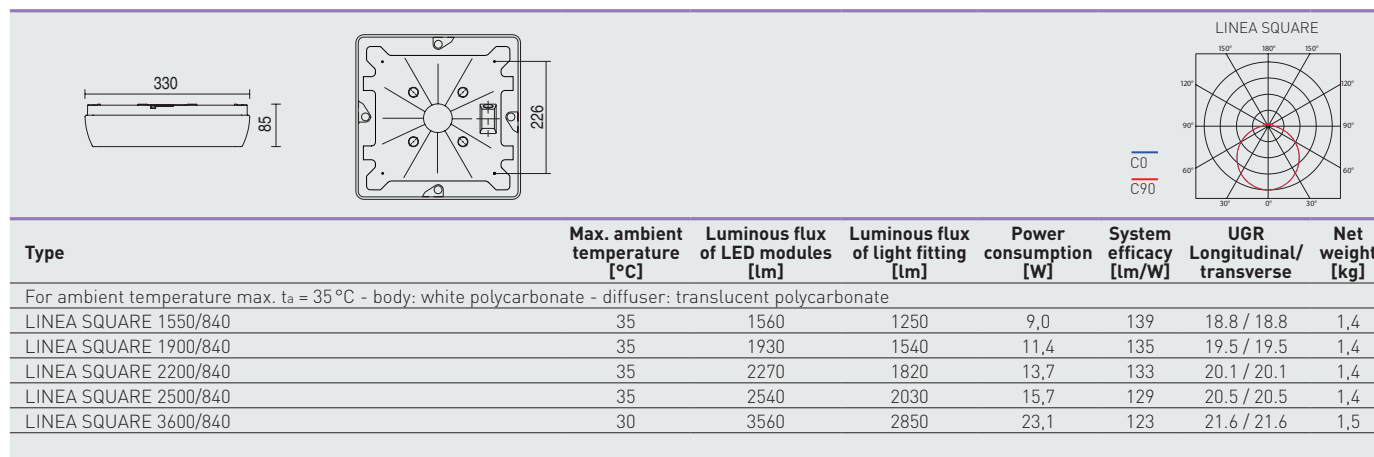 LINEA SQUARE
150° 180° 150°
120° 120°
90° 90°
60° 60°
30° 0° 30°
C0
C90
330
85
226
Type Max. ambient temperature [°C] Luminous flux of LED modules [lm] Luminous flux of light fitting [lm] Power consumption [W] System efficacy [lm/W] UGR Longitudinal/ transverse Net weight [kg]
For ambient temperature max. ta = 35 °C - body: white polycarbonate - diffuser: translucent polycarbonate
LINEA SQUARE 1550/840 35 1560 1250 9,0 139 18.8 / 18.8 1,4
LINEA SQUARE 1900/840 35 1930 1540 11,4 135 19.5 / 19.5 1,4
LINEA SQUARE 2200/840 35 2270 1820 13,7 133 20.1 / 20.1 1,4
LINEA SQUARE 2500/840 35 2540 2030 15,7 129 20.5 / 20.5 1,4
LINEA SQUARE 3600/840 30 3560 2850 23,1 123 21.6 / 21.6 1,5